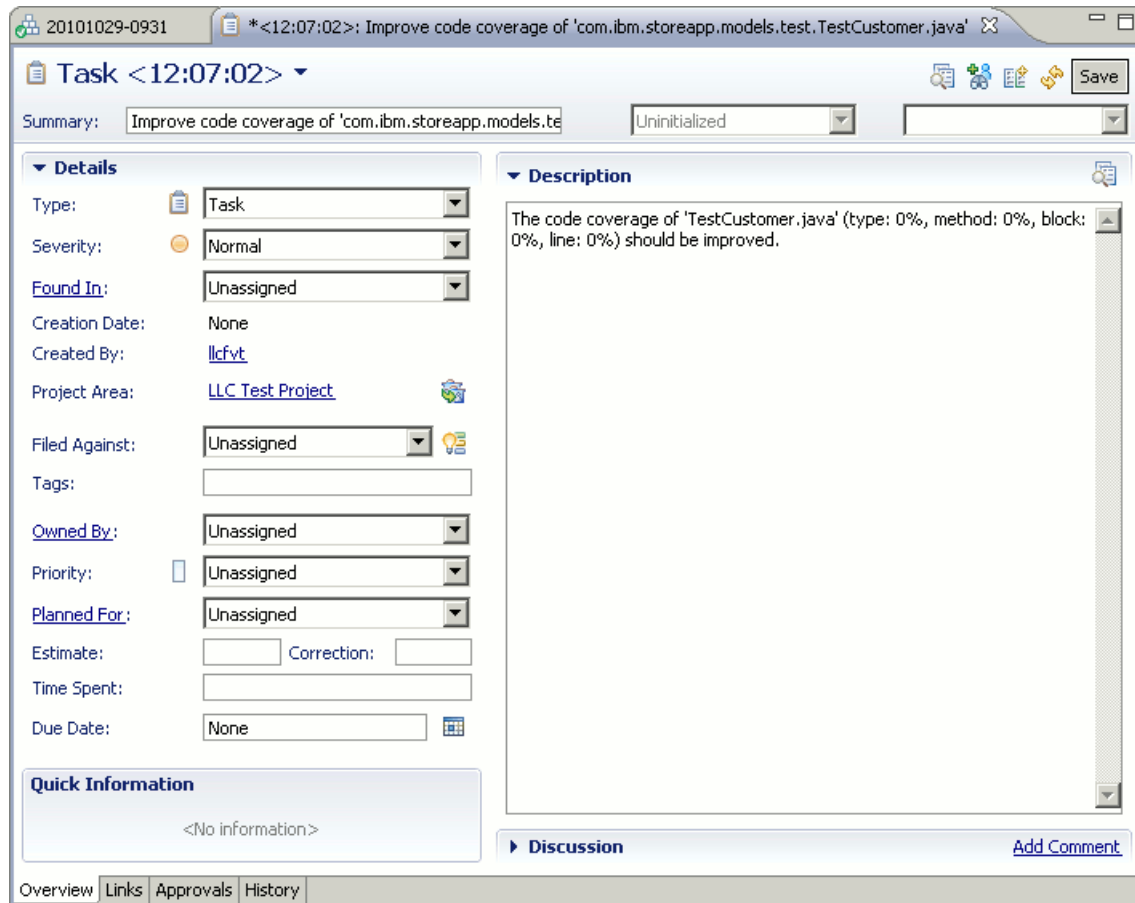 20101029-0931
*<12:07:02>: Improve code coverage of 'com.ibm.storeapp.models.test.TestCustomer.java'
Task <12:07:02>
Save
Summary: Improve code coverage of 'com.ibm.storeapp.models.te Uninitialized
Details
Type: Task
Severity: Normal
Found In: Unassigned
Creation Date: None
Created By: llcfvt
Project Area: LLC Test Project
Filed Against: Unassigned
Tags:
Owned By: Unassigned
Priority: Unassigned
Planned For: Unassigned
Estimate: Correction:
Time Spent:
Due Date: None
Quick Information
<No information>
Description
The code coverage of 'TestCustomer.java' (type: 0%, method: 0%, block:
0%, line: 0%) should be improved.
Discussion Add Comment
Overview Links Approvals History